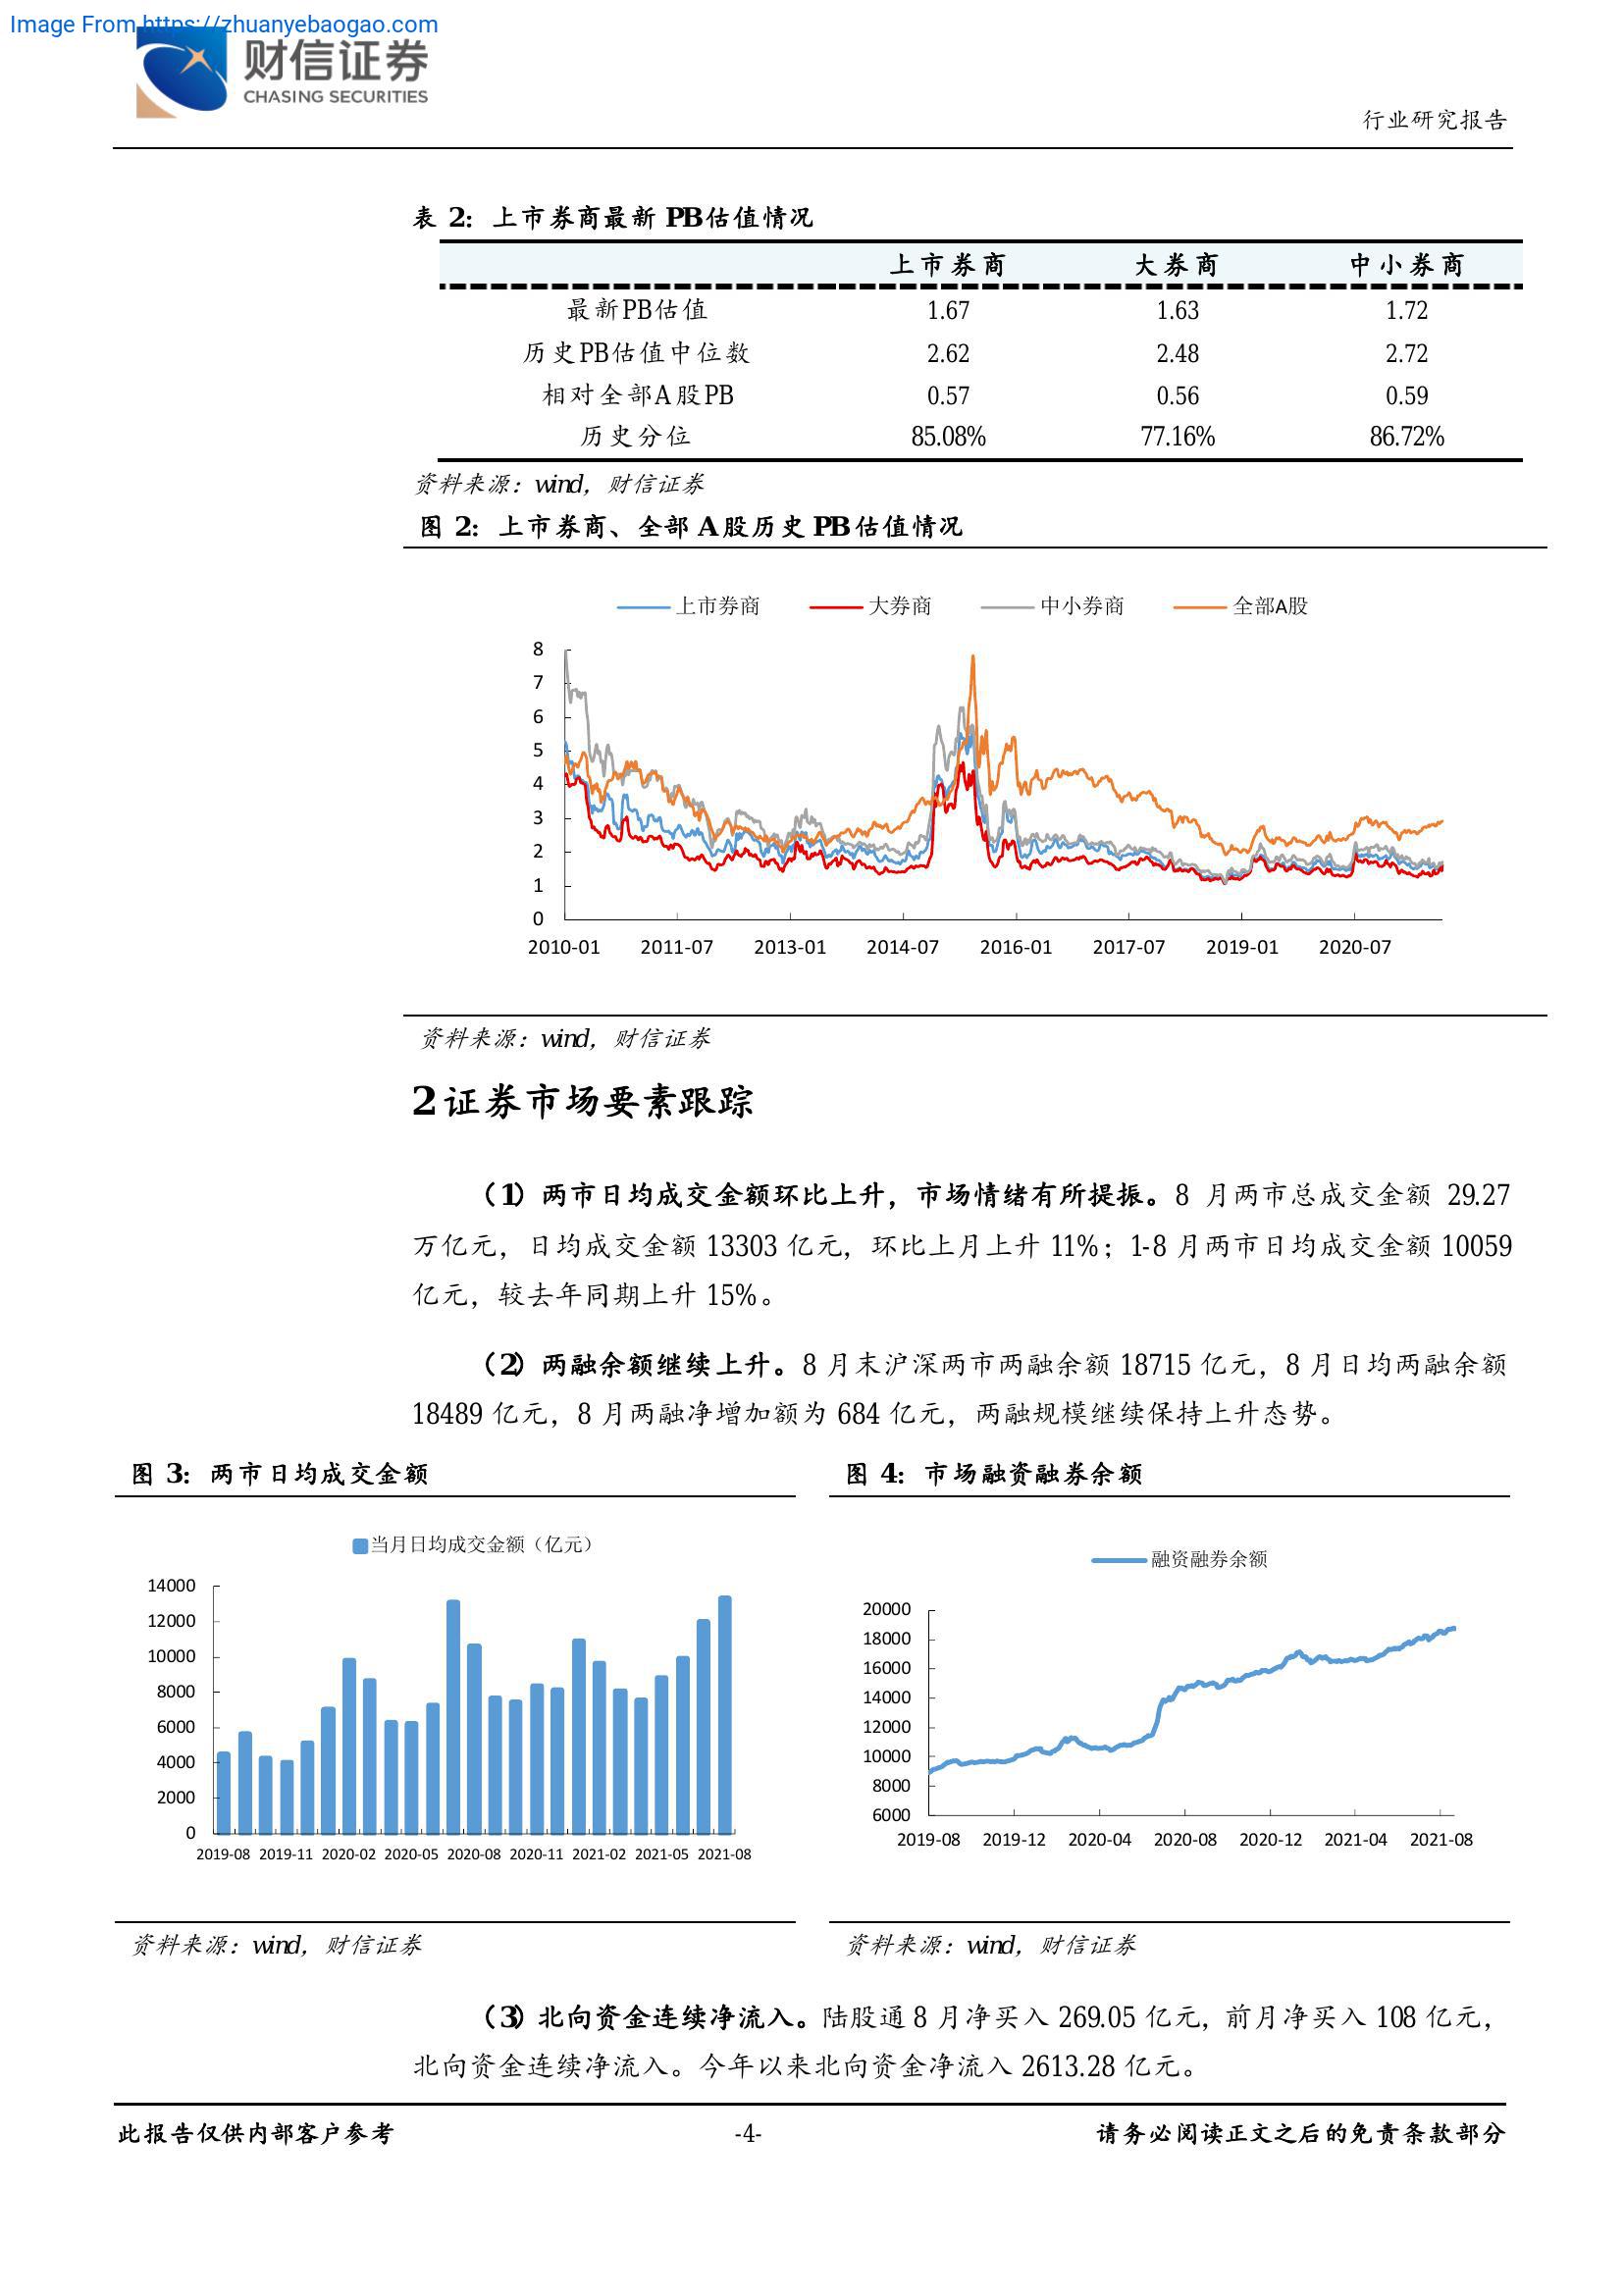 Image From https://zhuanyebaogao.com
财信证券
CHASING SECURITIES
行业研究报告
表 2: 上市券商最新 PB 估值情况
上市券商 大券商 中小券商
最新PB估值 1.67 1.63 1.72
历史PB估值中位数 2.62 2.48 2.72
相对全部A股PB 0.57 0.56 0.59
历史分位 85.08% 77.16% 86.72%
资料来源：wind，财信证券
图 2: 上市券商、全部 A 股历史 PB 估值情况
上市券商 大券商 中小券商 全部A股
8
7
6
5
4
3
2
1
0
2010-01 2011-07 2013-01 2014-07 2016-01 2017-07 2019-01 2020-07
资料来源：wind，财信证券
2 证券市场要素跟踪
（1）两市日均成交金额环比上升，市场情绪有所提振。8 月两市总成交金额 29.27
万亿元，日均成交金额 13303 亿元，环比上月上升 11%；1-8 月两市日均成交金额 10059
亿元，较去年同期上升 15%。
（2）两融余额继续上升。8 月末沪深两市两融余额 18715 亿元，8 月日均两融余额
18489 亿元，8 月两融净增加额为 684 亿元，两融规模继续保持上升态势。
图 3: 两市日均成交金额
当月日均成交金额（亿元）
14000
12000
10000
8000
6000
4000
2000
0
2019-08 2019-11 2020-02 2020-05 2020-08 2020-11 2021-02 2021-05 2021-08
资料来源：wind，财信证券
图 4: 市场融资融券余额
融资融券余额
20000
18000
16000
14000
12000
10000
8000
6000
2019-08 2019-12 2020-04 2020-08 2020-12 2021-04 2021-08
资料来源：wind，财信证券
（3）北向资金连续净流入。陆股通 8 月净买入 269.05 亿元，前月净买入 108 亿元，
北向资金连续净流入。今年以来北向资金净流入 2613.28 亿元。
此报告仅供内部客户参考 -4- 请务必阅读正文之后的免责条款部分